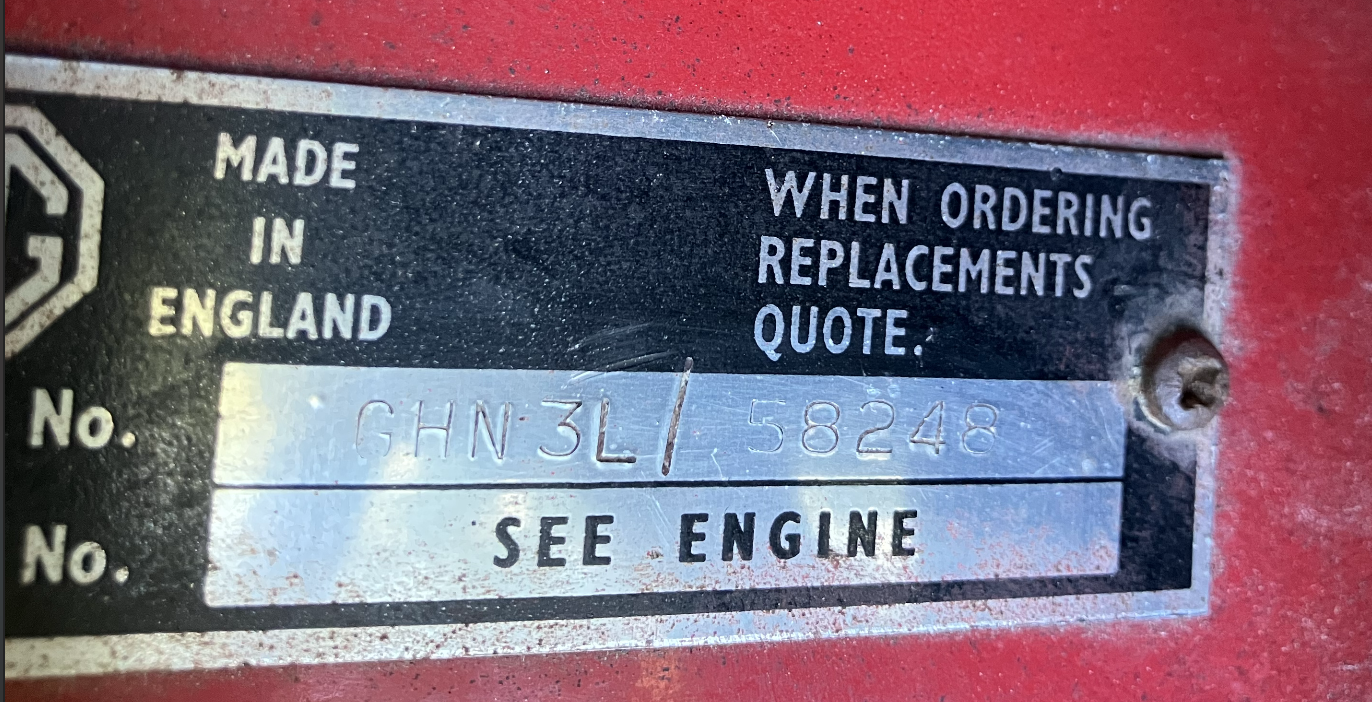 G
MADE
IN
ENGLAND
WHEN ORDERING
REPLACEMENTS
QUOTE.
No. GHN3L/ 58248
No. SEE ENGINE